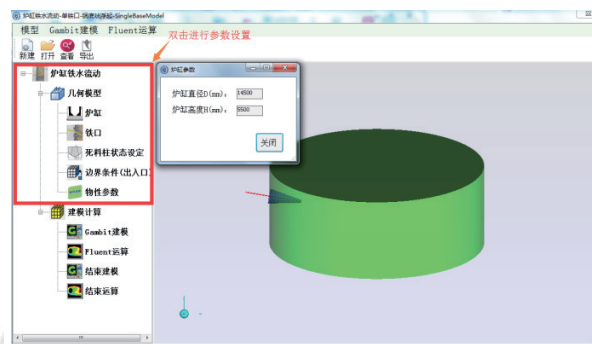 炉缸铁水流动-单铁口-锅底状浮起-SingleBaseModel
模型 Gambit建模 Fluent运算
双击进行参数设置
新建 打开 查看 导出
炉缸铁水流动
几何模型
炉缸
铁口
死料柱状态设定
边界条件(出入口)
物性参数
建模计算
Gambit建模
Fluent运算
结束建模
结束运算
炉缸参数
炉缸直径D(mm): 14500
炉缸高度H(mm): 5500
关闭